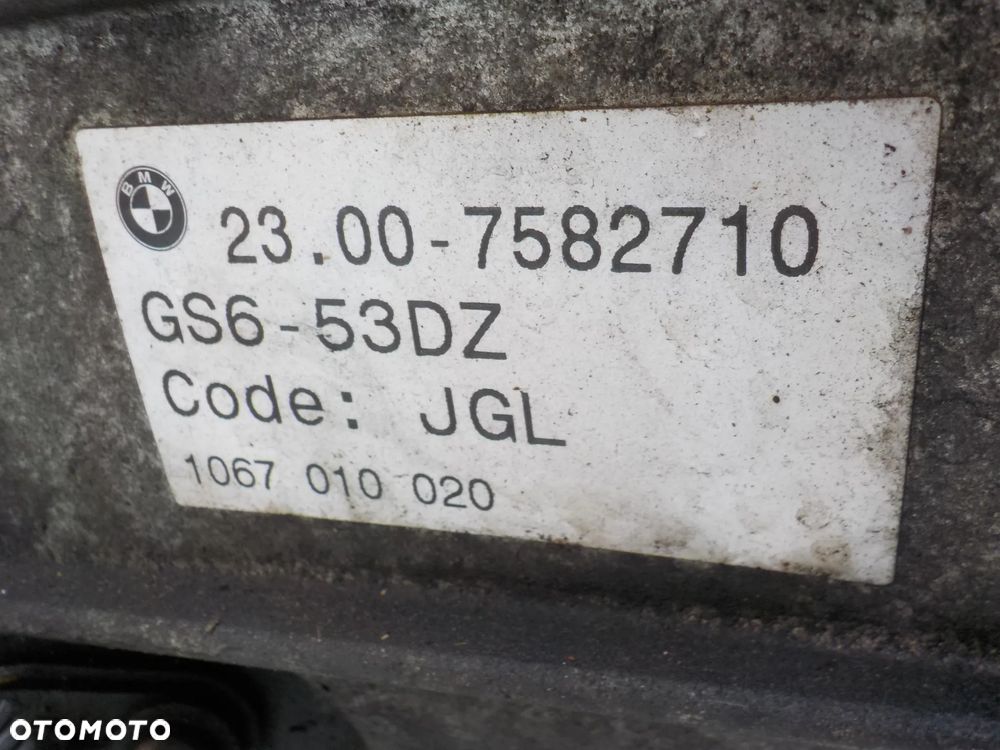 BMW
23.00-7582710
GS6-53DZ
Code: JGL
1067 010 020
OTOMOTO